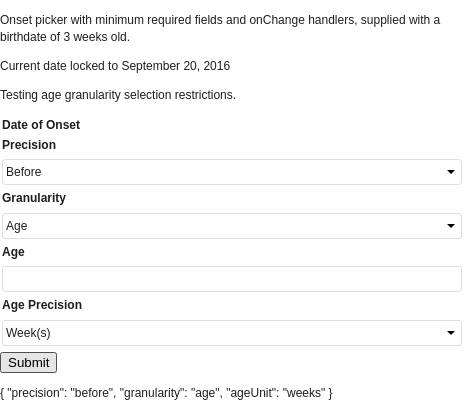 Onset picker with minimum required fields and onChange handlers, supplied with a
birthdate of 3 weeks old.
Current date locked to September 20, 2016
Testing age granularity selection restrictions.
Date of Onset
Precision
Before
Granularity
Age
Age
Age Precision
Week(s)
Submit
{ "precision": "before", "granularity": "age", "ageUnit": "weeks" }